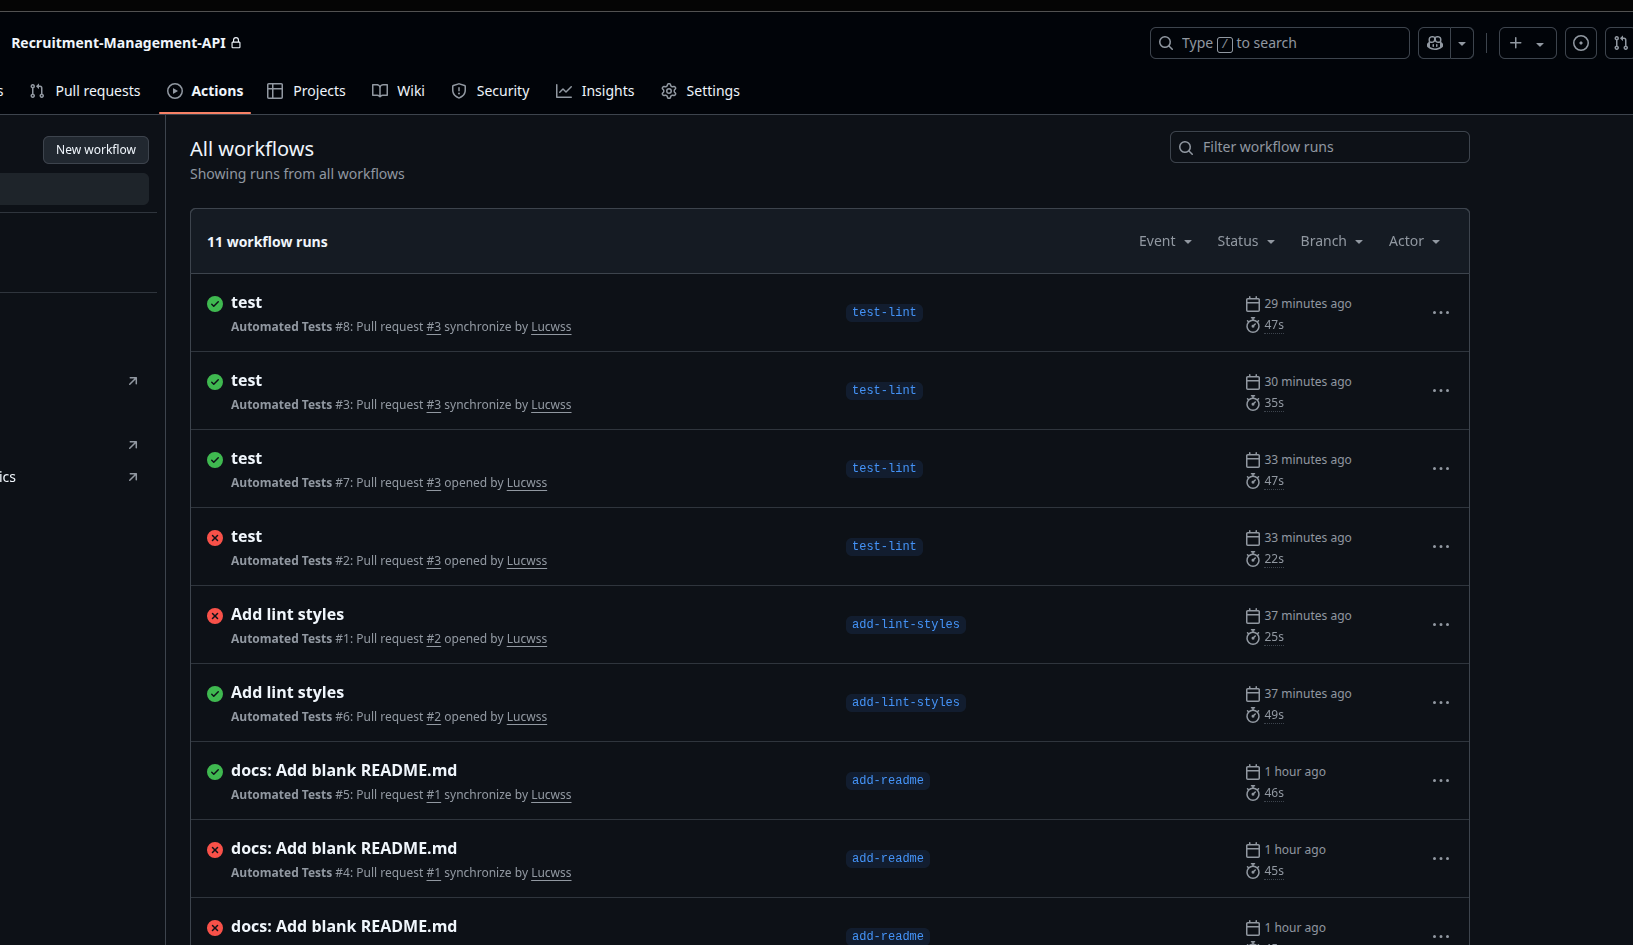 Recruitment-Management-API
Type / to search
s Pull requests Actions Projects Wiki Security Insights Settings
New workflow
All workflows
Showing runs from all workflows
Filter workflow runs
11 workflow runs
Event Status Branch Actor
test
Automated Tests #8: Pull request #3 synchronize by Lucwss
test-lint
29 minutes ago
47s
test
Automated Tests #3: Pull request #3 synchronize by Lucwss
test-lint
30 minutes ago
35s
test
Automated Tests #7: Pull request #3 opened by Lucwss
test-lint
33 minutes ago
47s
test
Automated Tests #2: Pull request #3 opened by Lucwss
test-lint
33 minutes ago
22s
Add lint styles
Automated Tests #1: Pull request #2 opened by Lucwss
add-lint-styles
37 minutes ago
25s
Add lint styles
Automated Tests #6: Pull request #2 opened by Lucwss
add-lint-styles
37 minutes ago
49s
docs: Add blank README.md
Automated Tests #5: Pull request #1 synchronize by Lucwss
add-readme
1 hour ago
46s
docs: Add blank README.md
Automated Tests #4: Pull request #1 synchronize by Lucwss
add-readme
1 hour ago
45s
docs: Add blank README.md
add-readme
1 hour ago
ics